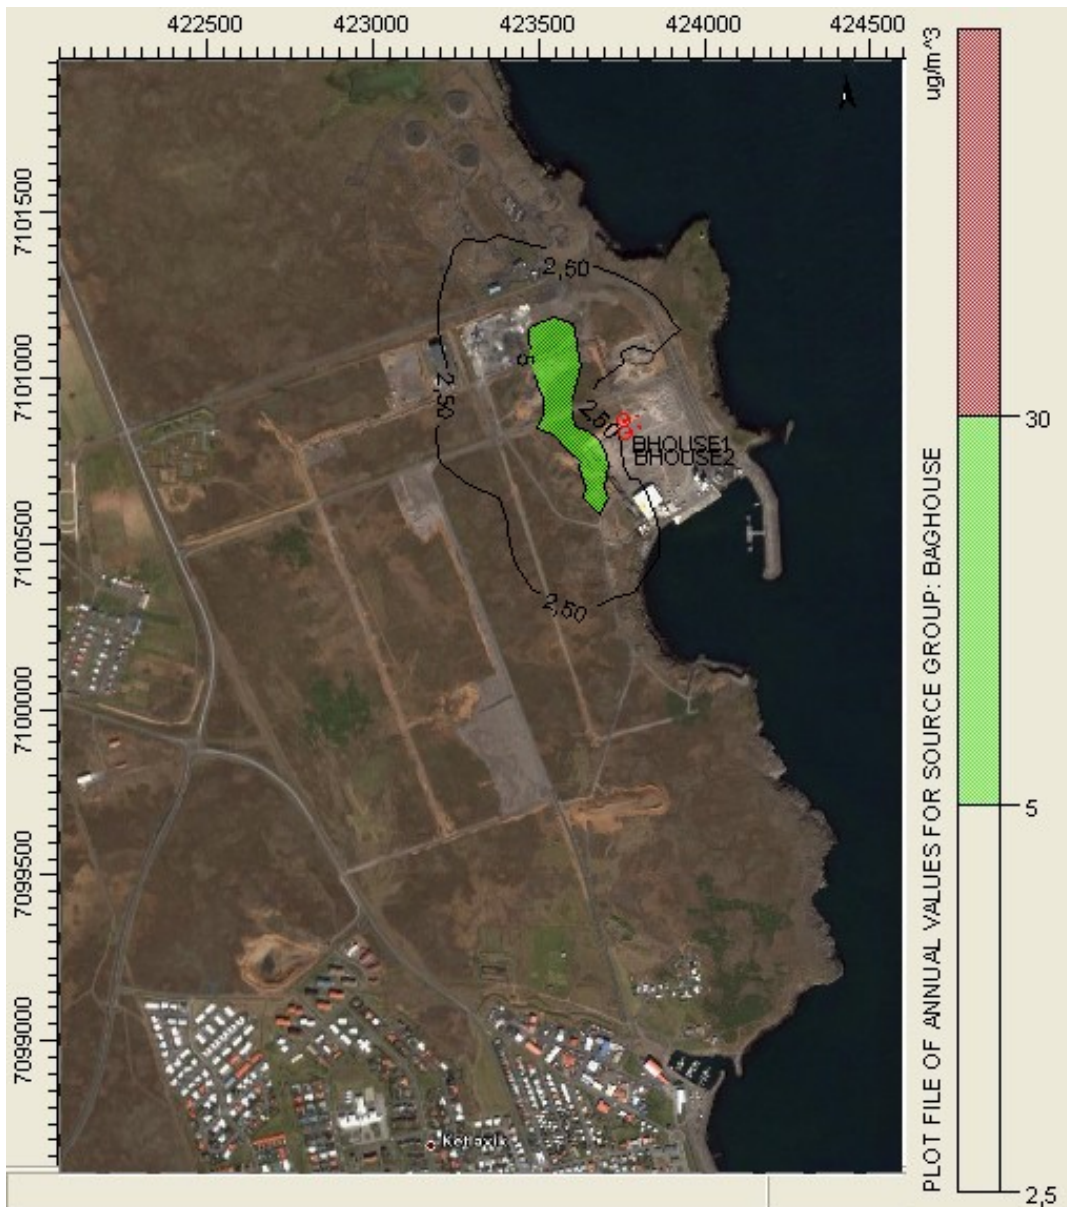 422500 423000 423500 424000 424500
ug/m^3
7101500
7101000
7100500
7100000
7099500
7099000
2,50
5
2,50
2,50
BHOUSE1
BHOUSE2
2,50
Keflavik
30
5
2,5
PLOT FILE OF ANNUAL VALUES FOR SOURCE GROUP: BAGHOUSE